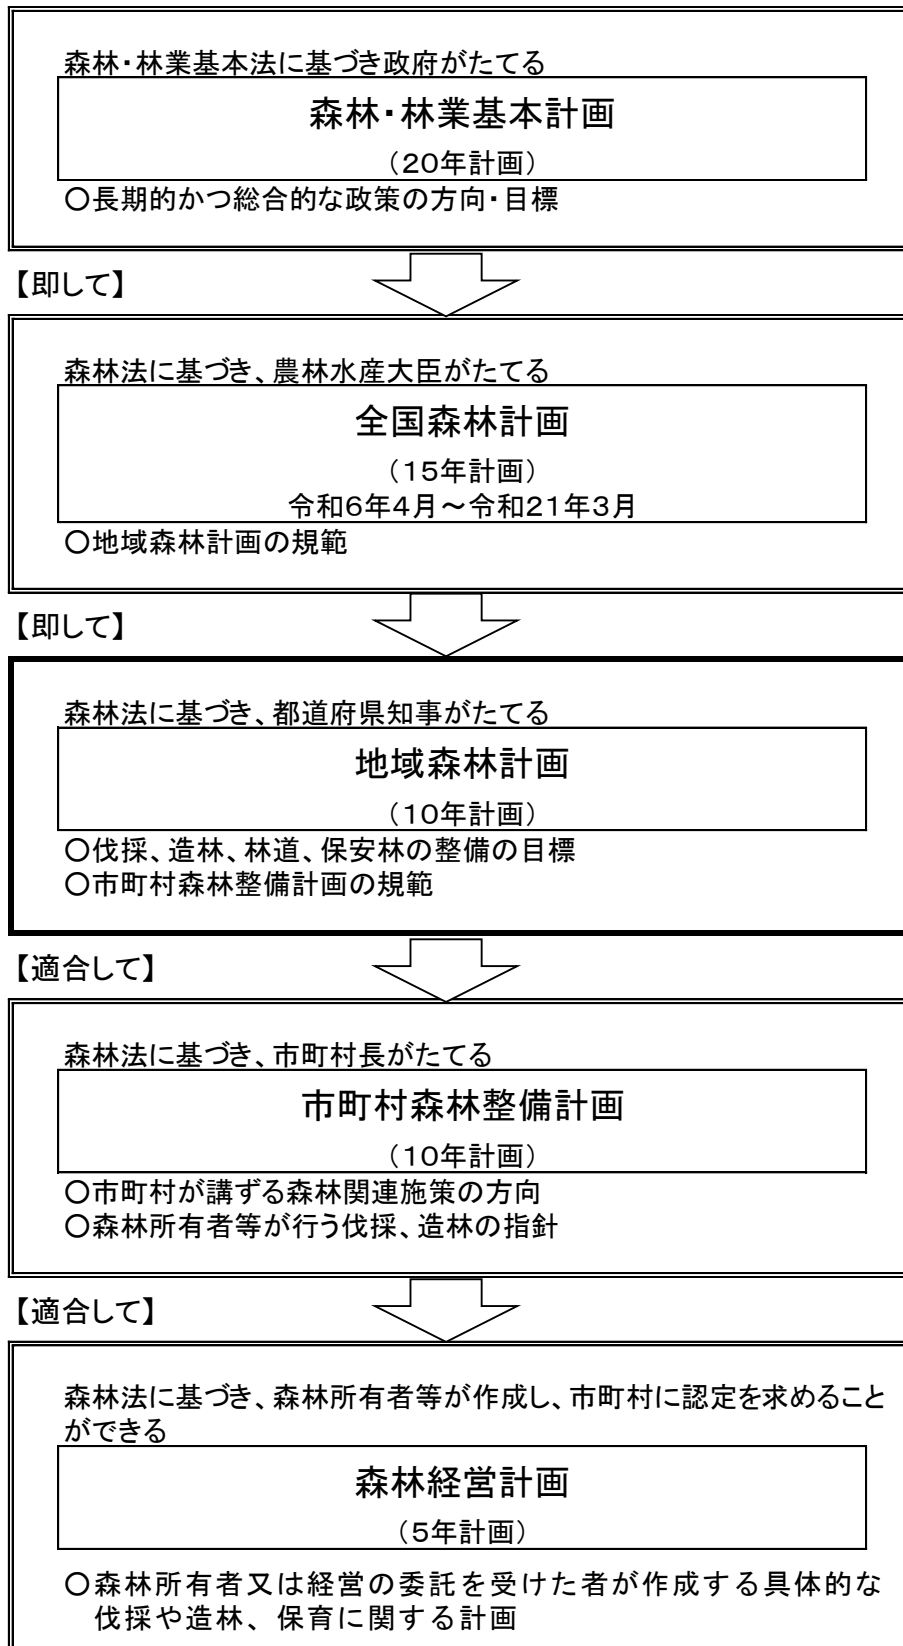 森林・林業基本法に基づき政府がたてる
森林・林業基本計画
（２０年計画）
○長期的かつ総合的な政策の方向・目標
【即して】
森林法に基づき、農林水産大臣がたてる
全国森林計画
（１５年計画）
令和６年４月～令和２１年３月
○地域森林計画の規範
【即して】
森林法に基づき、都道府県知事がたてる
地域森林計画
（１０年計画）
○伐採、造林、林道、保安林の整備の目標
○市町村森林整備計画の規範
【適合して】
森林法に基づき、市町村長がたてる
市町村森林整備計画
（１０年計画）
○市町村が講ずる森林関連施策の方向
○森林所有者等が行う伐採、造林の指針
【適合して】
森林法に基づき、森林所有者等が作成し、市町村に認定を求めること
ができる
森林経営計画
（５年計画）
○森林所有者又は経営の委託を受けた者が作成する具体的な
伐採や造林、保育に関する計画